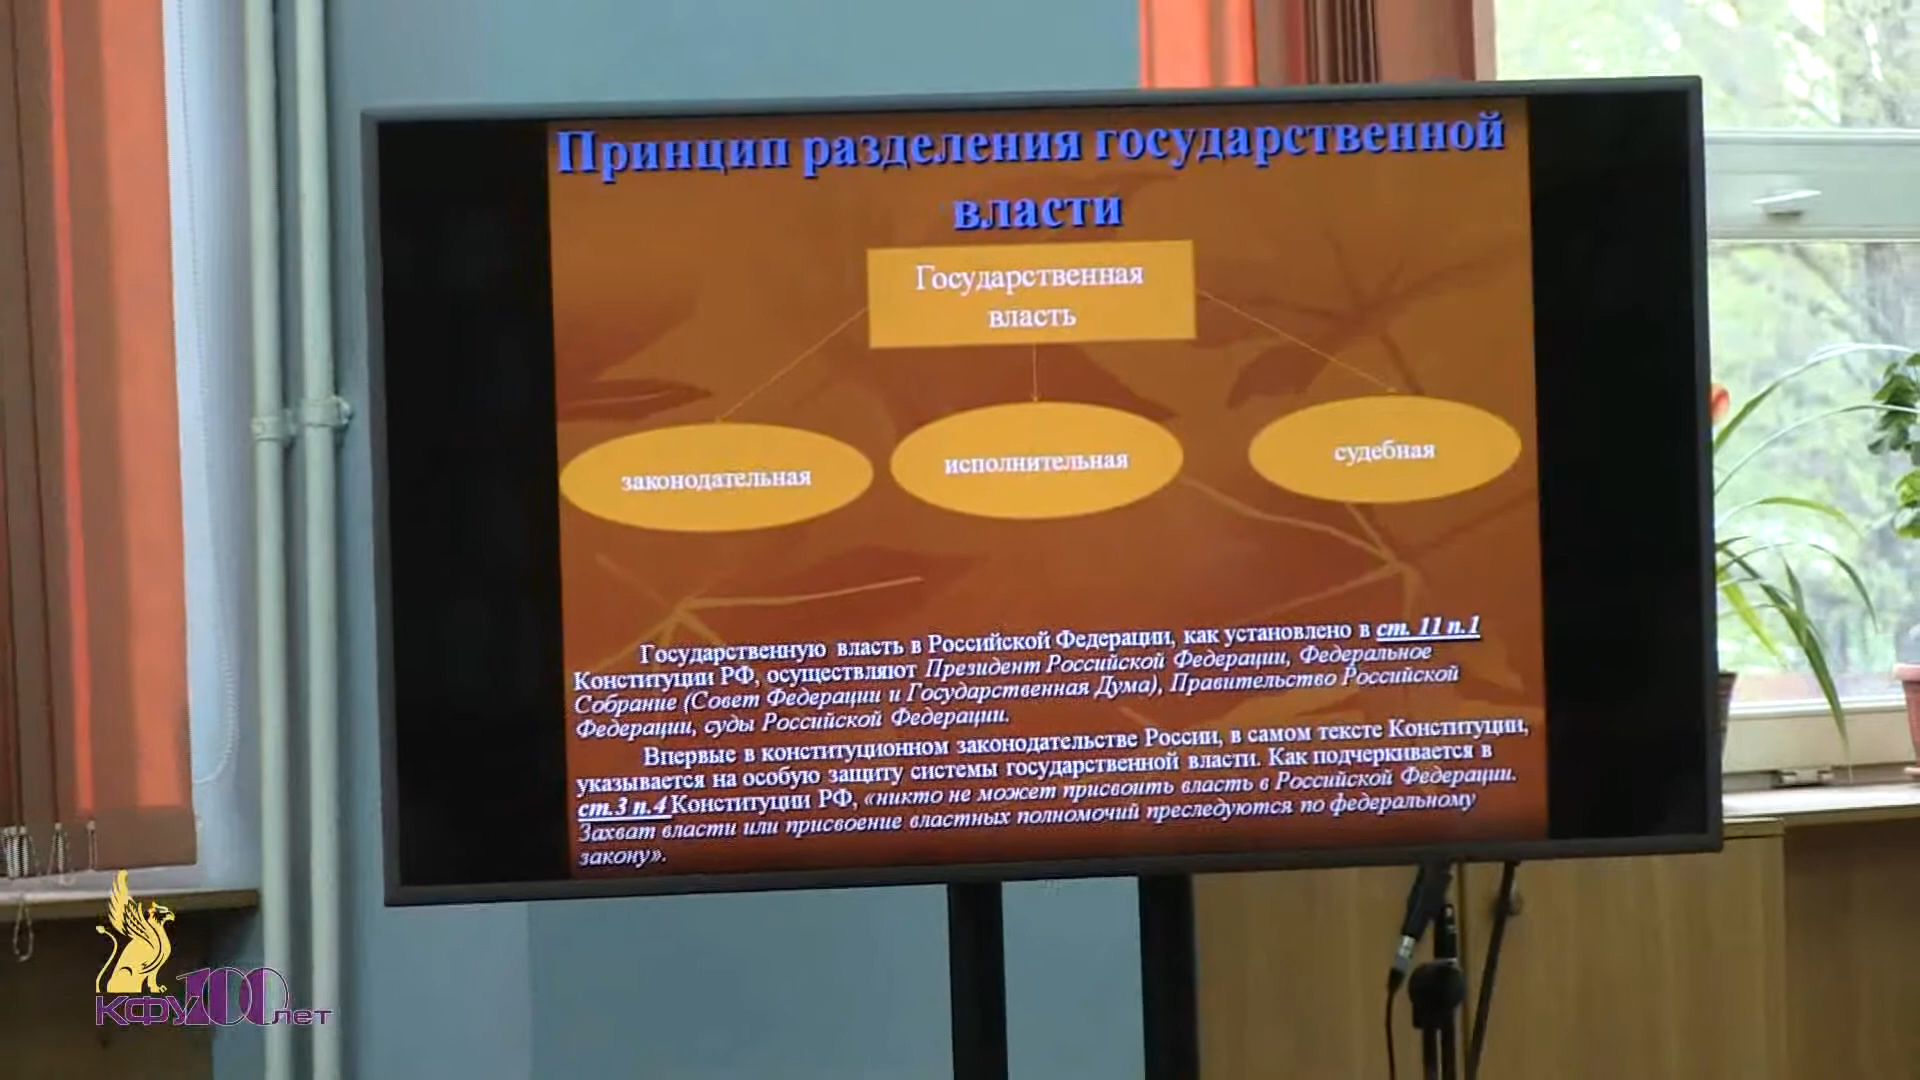 Принцип разделения государственной
власти
Государственная
власть
законодательная
исполнительная
судебная
Государственную власть в Российской Федерации, как установлено в ст. 11 п.1
Конституции РФ, осуществляют Президент Российской Федерации, Федеральное
Собрание (Совет Федерации и Государственная Дума), Правительство Российской
Федерации, суды Российской Федерации.
Впервые в конституционном законодательстве России, в самом тексте Конституции,
указывается на особую защиту системы государственной власти. Как подчеркивается в
ст.3 п.4 Конституции РФ, «никто не может присвоить власть в Российской Федерации.
Захват власти или присвоение властных полномочий преследуются по федеральному
закону».
КФУ 100 лет